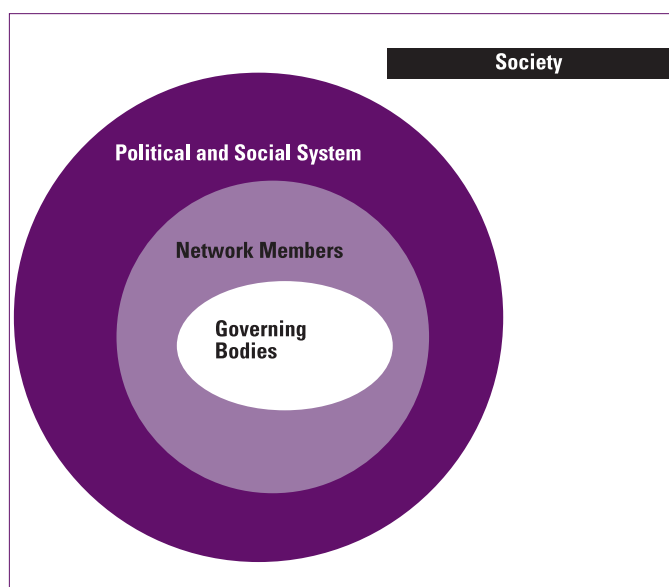 Society
Political and Social System
Network Members
Governing
Bodies